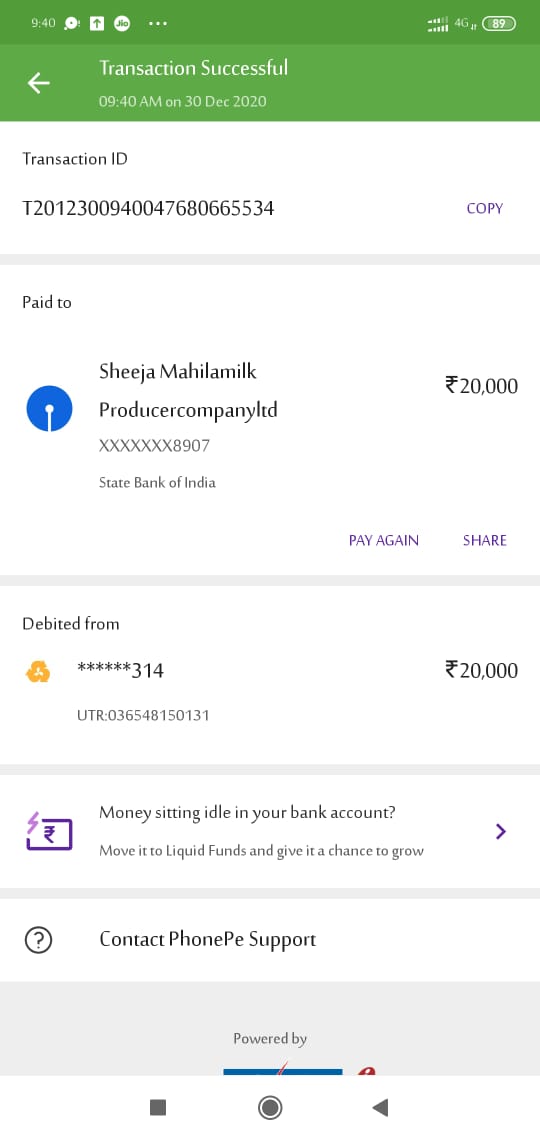 9:40
Jio
4G
89
Transaction Successful
09:40 AM on 30 Dec 2020
Transaction ID
T2012300940047680665534
COPY
Paid to
Sheeja Mahilamilk
Producercompanyltd
₹20,000
XXXXXXX8907
State Bank of India
PAY AGAIN
SHARE
Debited from
******314
₹20,000
UTR:036548150131
Money sitting idle in your bank account?
Move it to Liquid Funds and give it a chance to grow
Contact PhonePe Support
Powered by